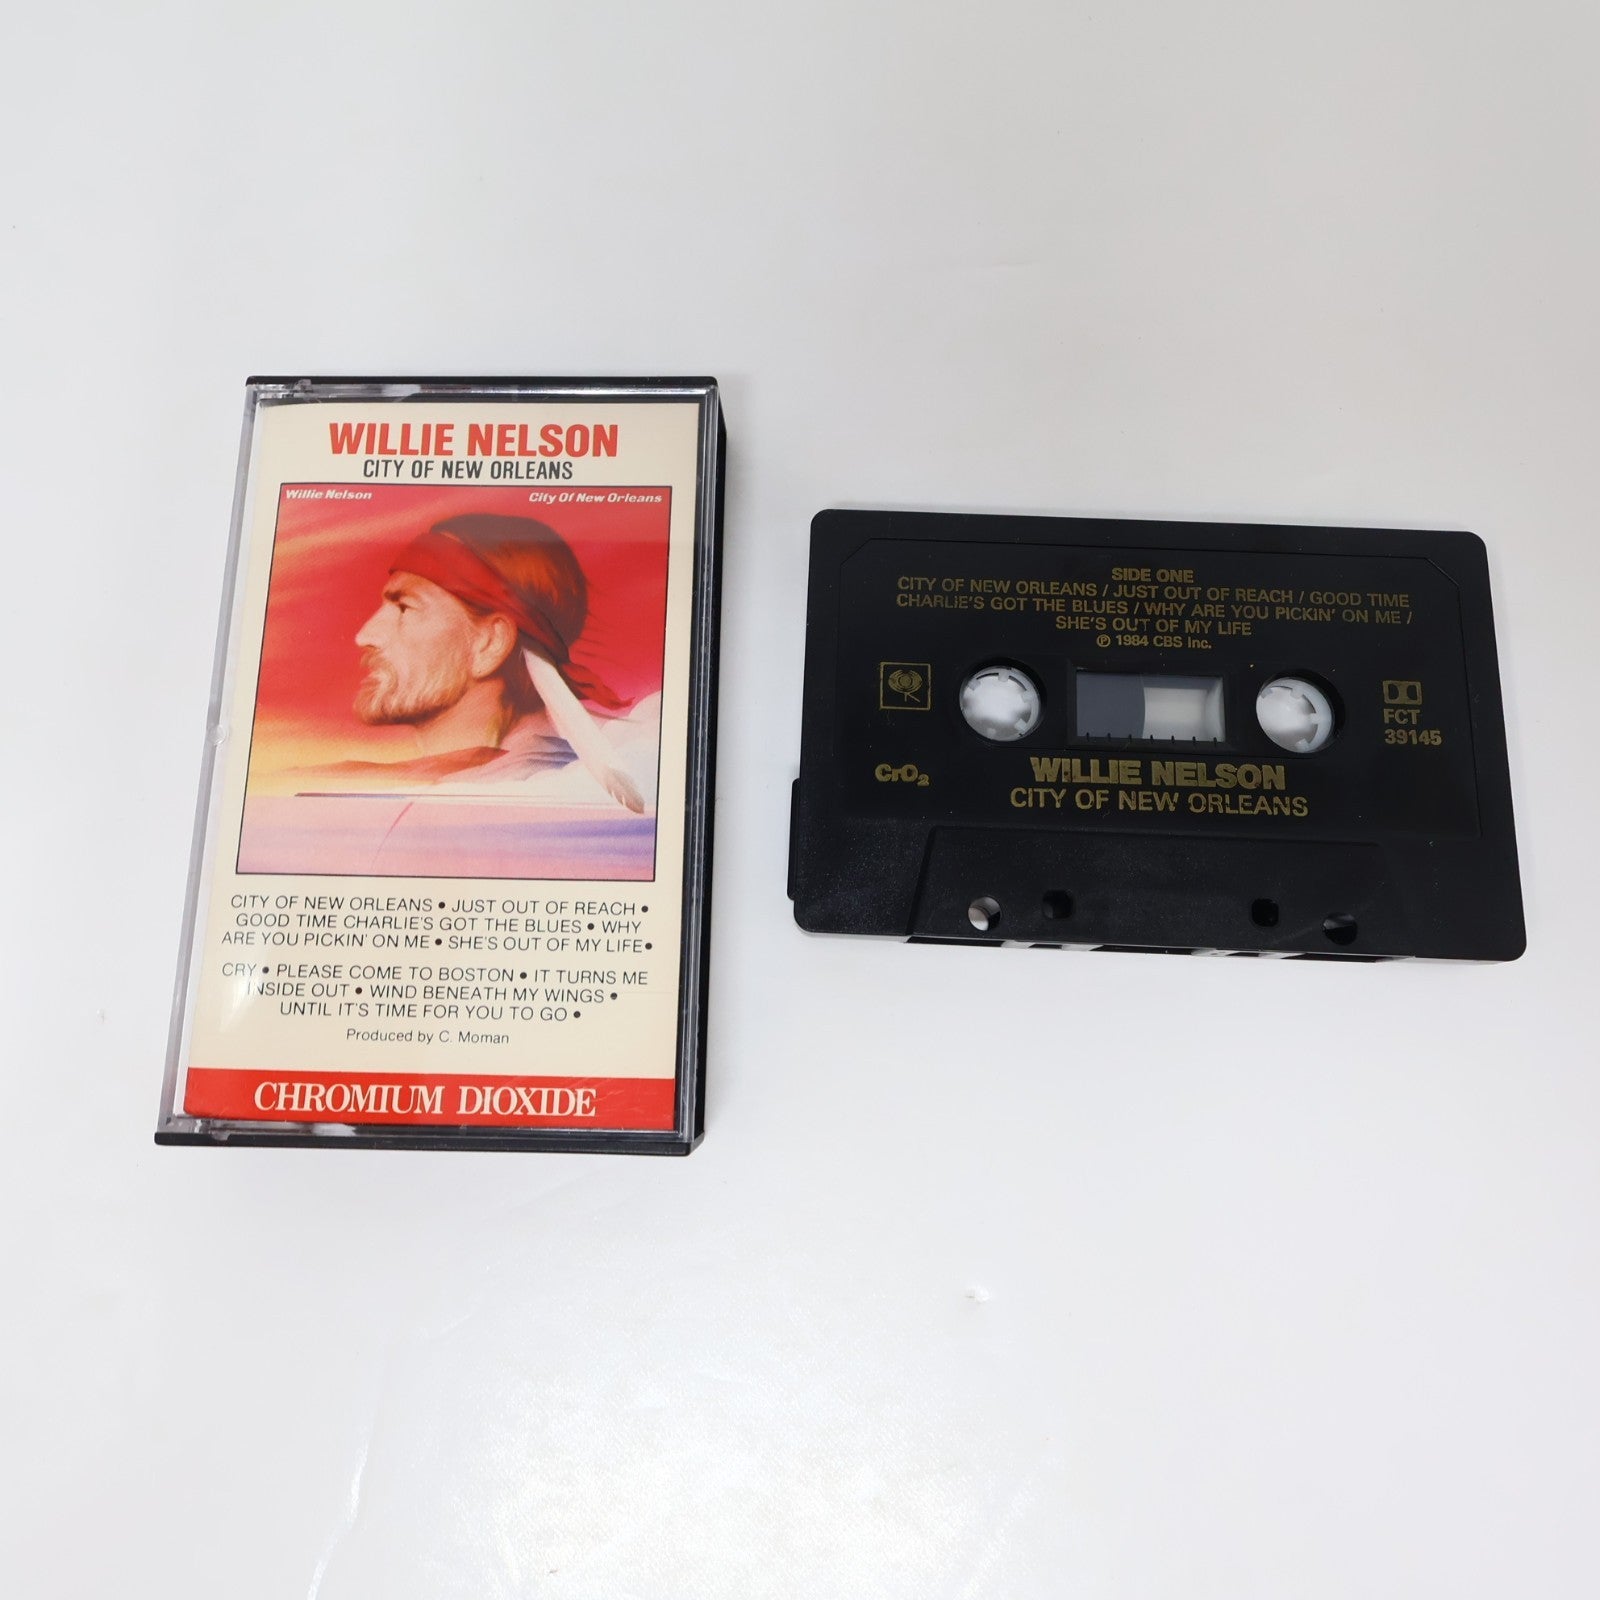 WILLIE NELSON
CITY OF NEW ORLEANS
Willie Nelson
City Of New Orleans
CITY OF NEW ORLEANS • JUST OUT OF REACH •
GOOD TIME CHARLIE'S GOT THE BLUES • WHY
ARE YOU PICKIN' ON ME • SHE'S OUT OF MY LIFE •
CRY • PLEASE COME TO BOSTON • IT TURNS ME
INSIDE OUT • WIND BENEATH MY WINGS •
UNTIL IT'S TIME FOR YOU TO GO •
Produced by C. Moman
CHROMIUM DIOXIDE
SIDE ONE
CITY OF NEW ORLEANS / JUST OUT OF REACH / GOOD TIME
CHARLIE'S GOT THE BLUES / WHY ARE YOU PICKIN' ON ME /
SHE'S OUT OF MY LIFE
℗ 1984 CBS Inc.
FCT
39145
CrO₂
WILLIE NELSON
CITY OF NEW ORLEANS